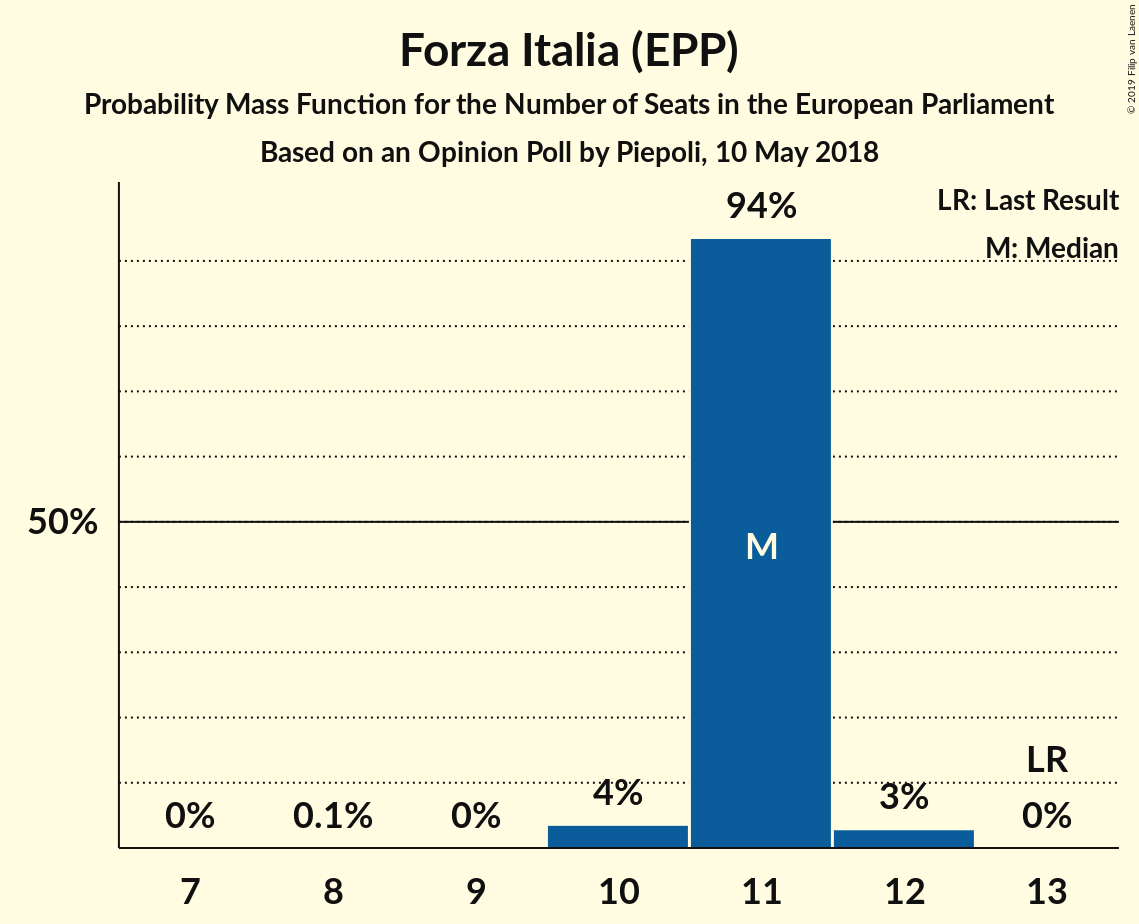 Forza Italia (EPP)
Probability Mass Function for the Number of Seats in the European Parliament
Based on an Opinion Poll by Piepoli, 10 May 2018
© 2019 Filip van Laenen
LR: Last Result
M: Median
94%
50%
M
LR
0%
0.1%
0%
4%
3%
0%
7 8 9 10 11 12 13